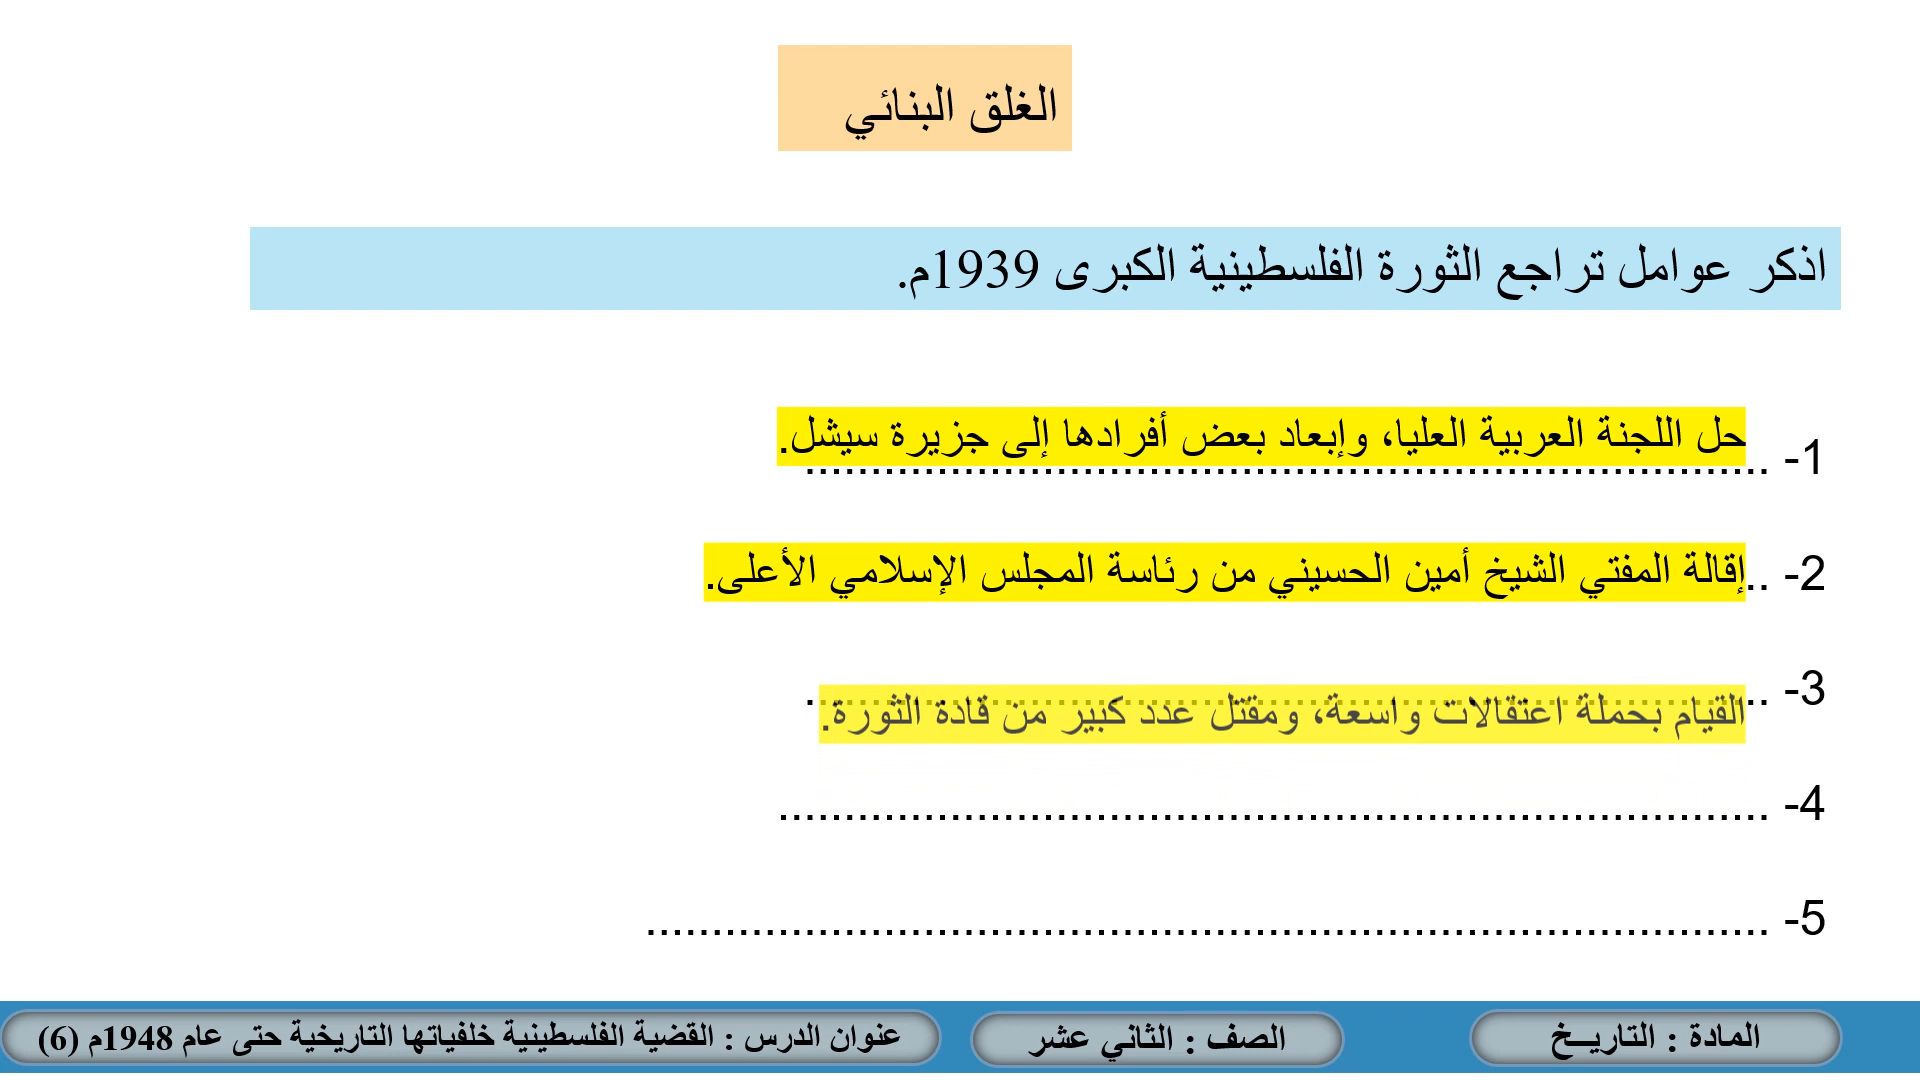 الغلق البنائي
اذكر عوامل تراجع الثورة الفلسطينية الكبرى 1939م.
1- .. حل اللجنة العربية العليا، وإبعاد بعض أفرادها إلى جزيرة سيشل.
2- .. إقالة المفتي الشيخ أمين الحسيني من رئاسة المجلس الإسلامي الأعلى.
3- .. القيام بحملة اعتقالات واسعة، ومقتل عدد كبير من قادة الثورة.
4- ...........................................................................
5- .....................................................................................
المادة : التاريــخ
الصف : الثاني عشر
عنوان الدرس : القضية الفلسطينية خلفياتها التاريخية حتى عام 1948م (6)